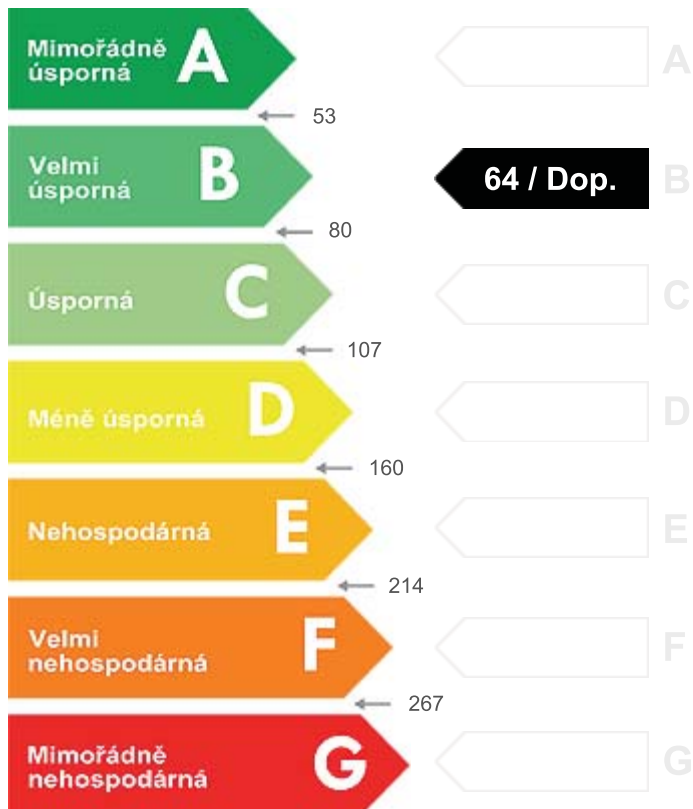 Mimořádně
úsporná
A
A
53
Velmi
úsporná
B
64 / Dop.
B
80
Úsporná
C
C
107
Méně úsporná
D
D
160
Nehospodárná
E
E
214
Velmi
nehospodárná
F
F
267
Mimořádně
nehospodárná
G
G